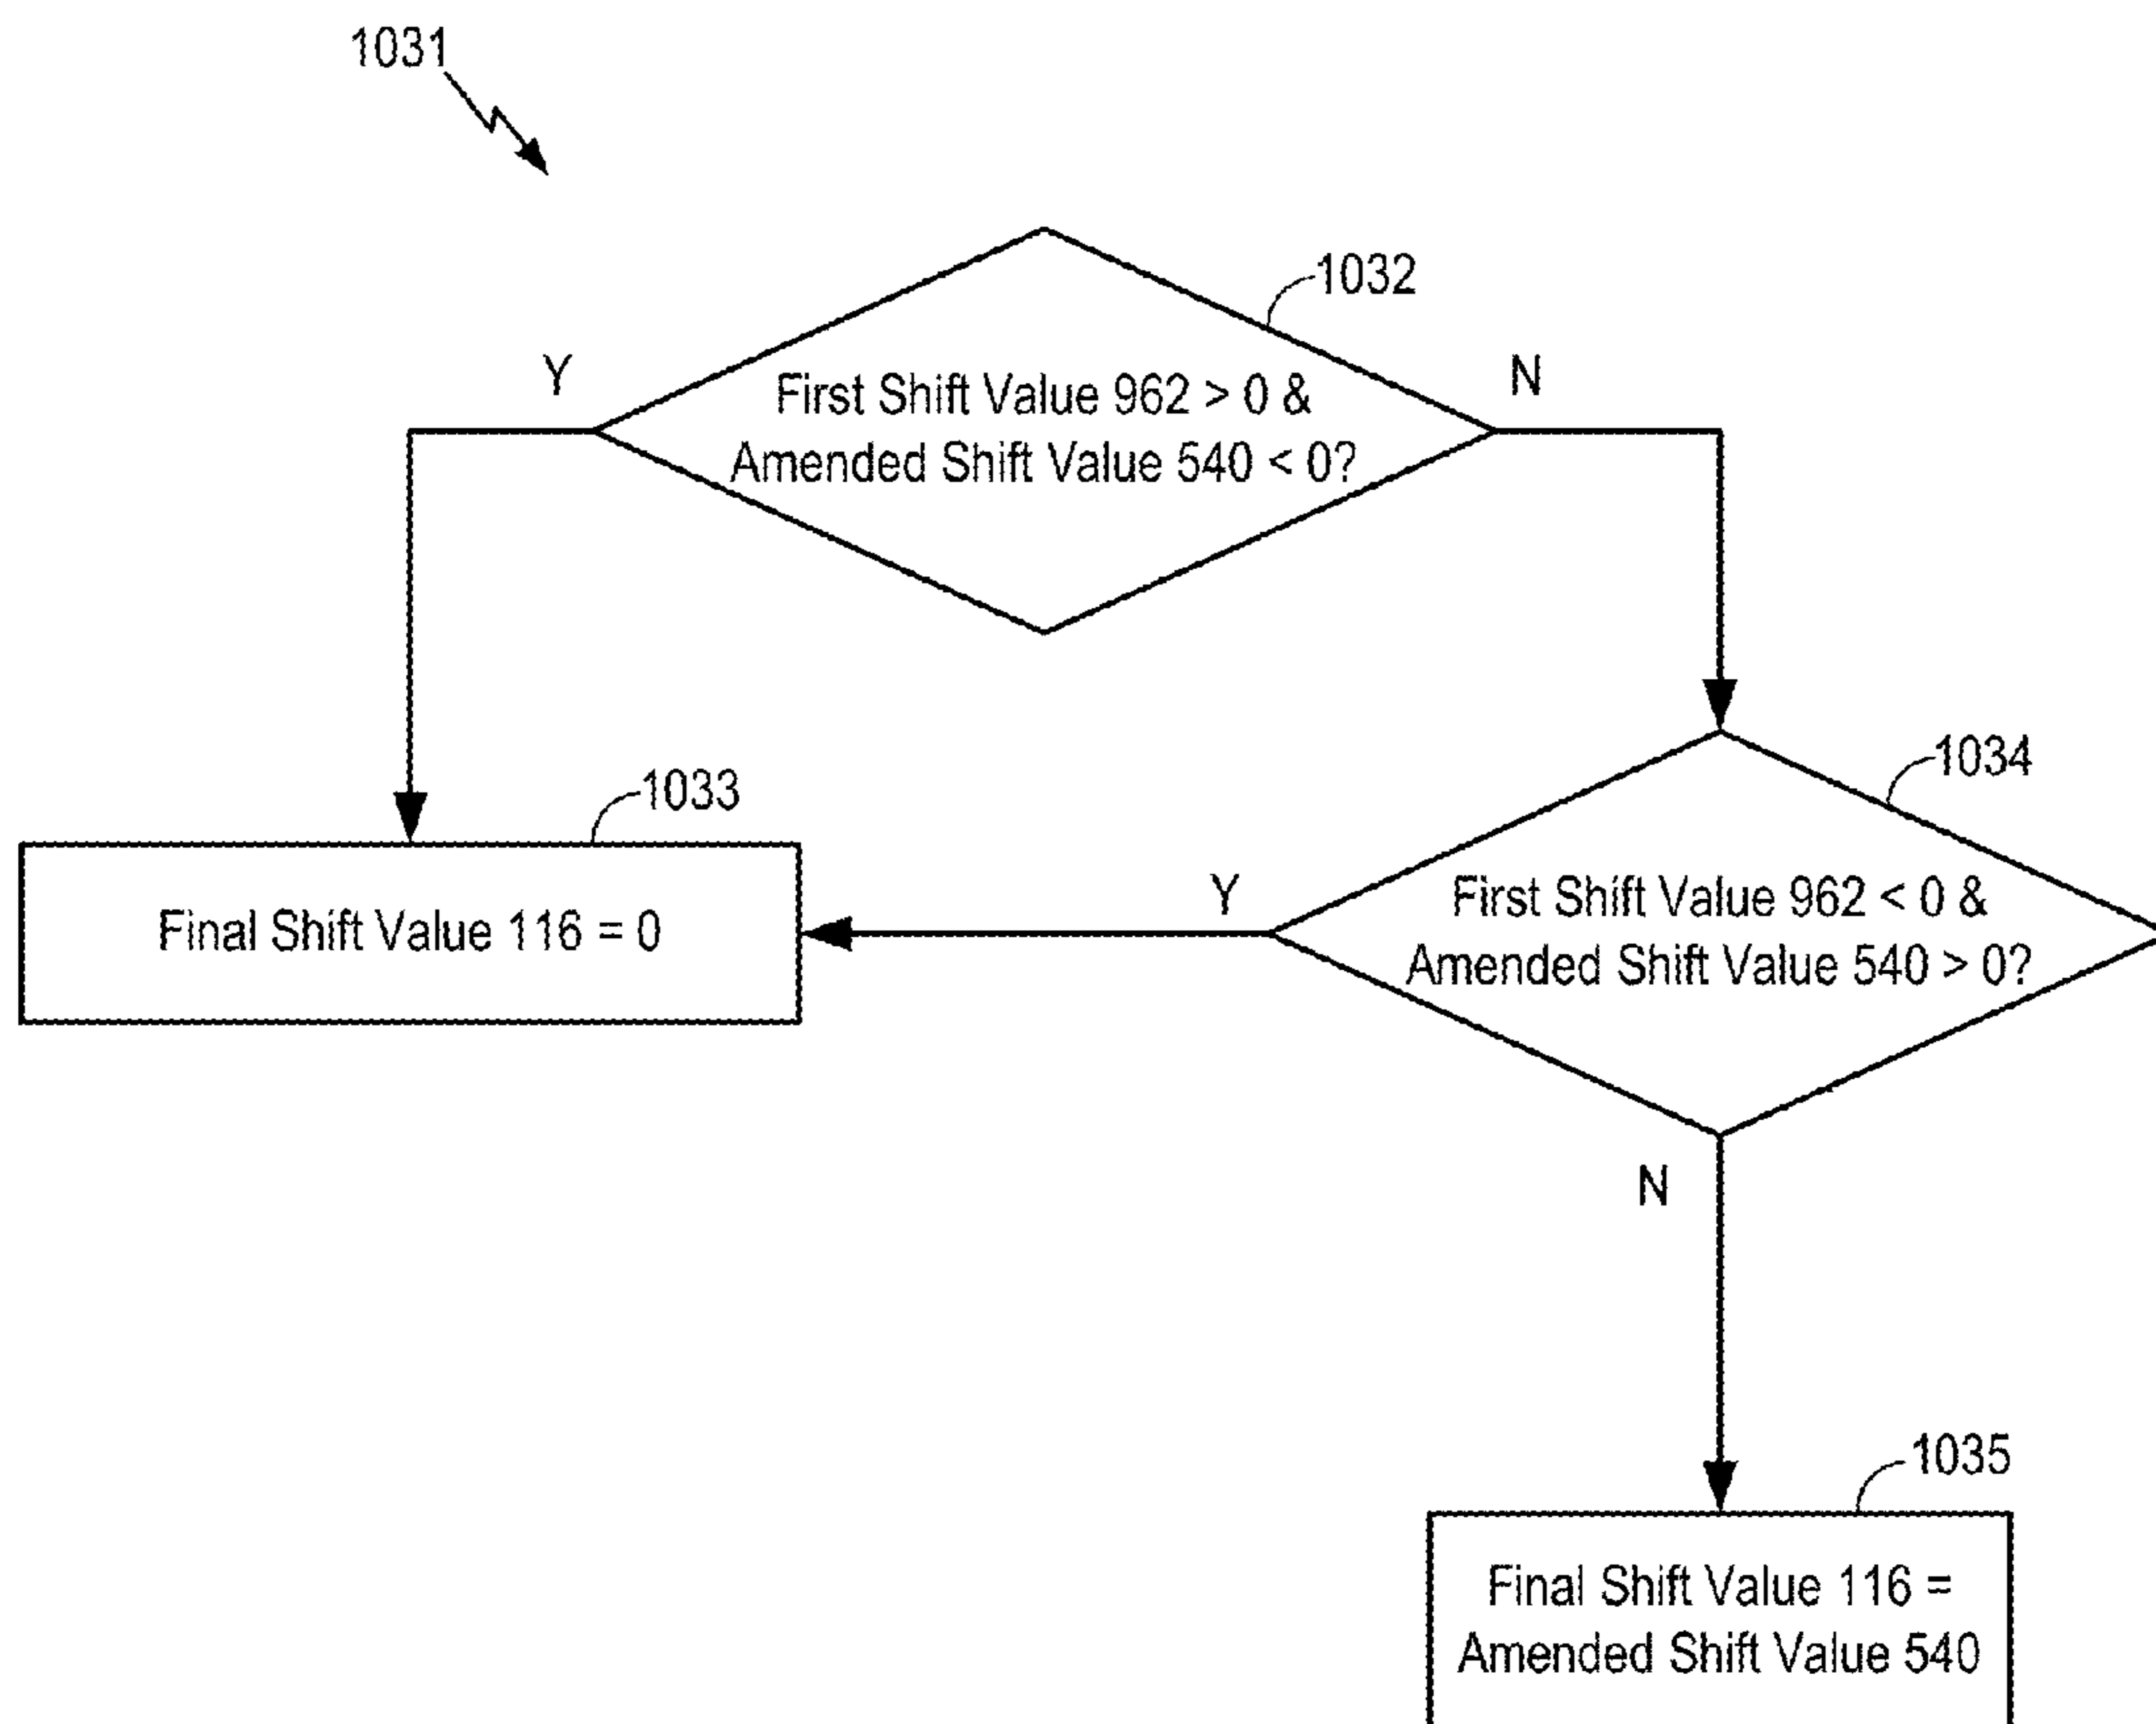 1031
1032
Y
N
First Shift Value 962 > 0 &
Amended Shift Value 540 < 0?
1034
1033
Y
First Shift Value 962 < 0 &
Final Shift Value 116 = 0
Amended Shift Value 540 > 0?
N
1035
Final Shift Value 116 =
Amended Shift Value 540